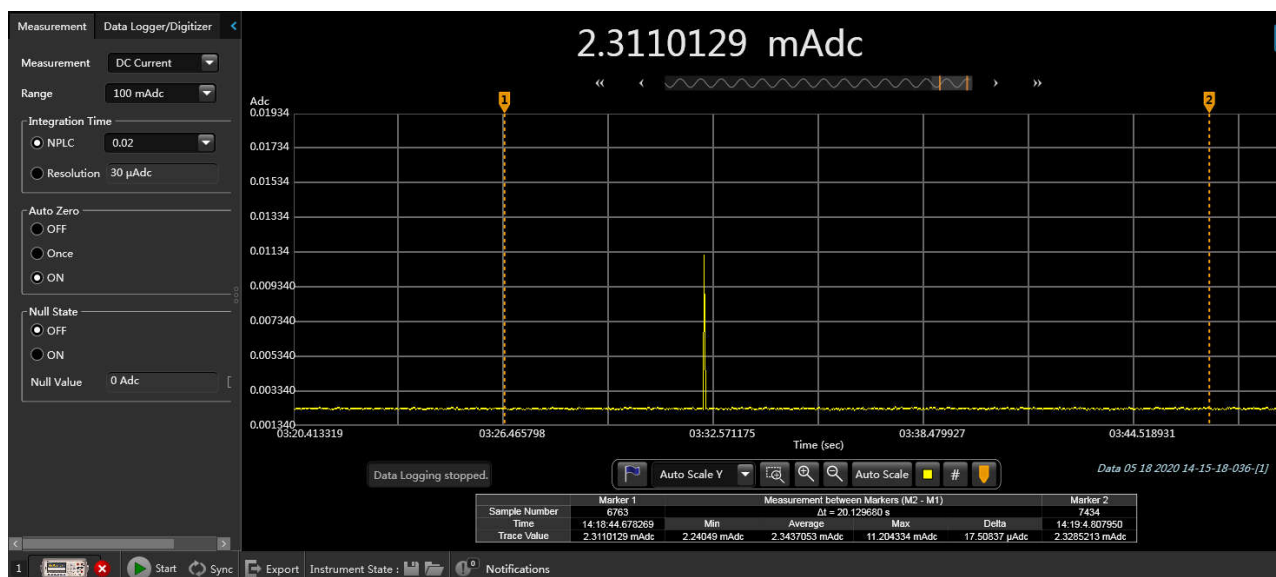 Measurement Data Logger/Digitizer <
2.3110129 mAdc
Measurement DC Current
Range 100 mAdc
Integration Time
NPLC 0.02
Resolution 30 µAdc
Auto Zero
OFF
Once
ON
Null State
OFF
ON
Null Value 0 Adc
« ‹ › »
Adc
1 2
0.01934
0.01734
0.01534
0.01334
0.01134
0.009340
0.007340
0.005340
0.003340
0.001340
03:20.413319 03:26.465798 03:32.571175 03:38.479927 03:44.518931
Time (sec)
Data Logging stopped.
Auto Scale Y Auto Scale #
Data 05 18 2020 14-15-18-036-[1]
Marker 1 Measurement between Markers (M2 - M1) Marker 2
Sample Number 6763 Δt = 20.129680 s 7434
Time 14:18:44.678269 Min Average Max Delta 14:19:4.807950
Trace Value 2.3110129 mAdc 2.24049 mAdc 2.3437053 mAdc 11.204334 mAdc 17.50837 µAdc 2.3285213 mAdc
1 Start Sync Export Instrument State : 0 Notifications